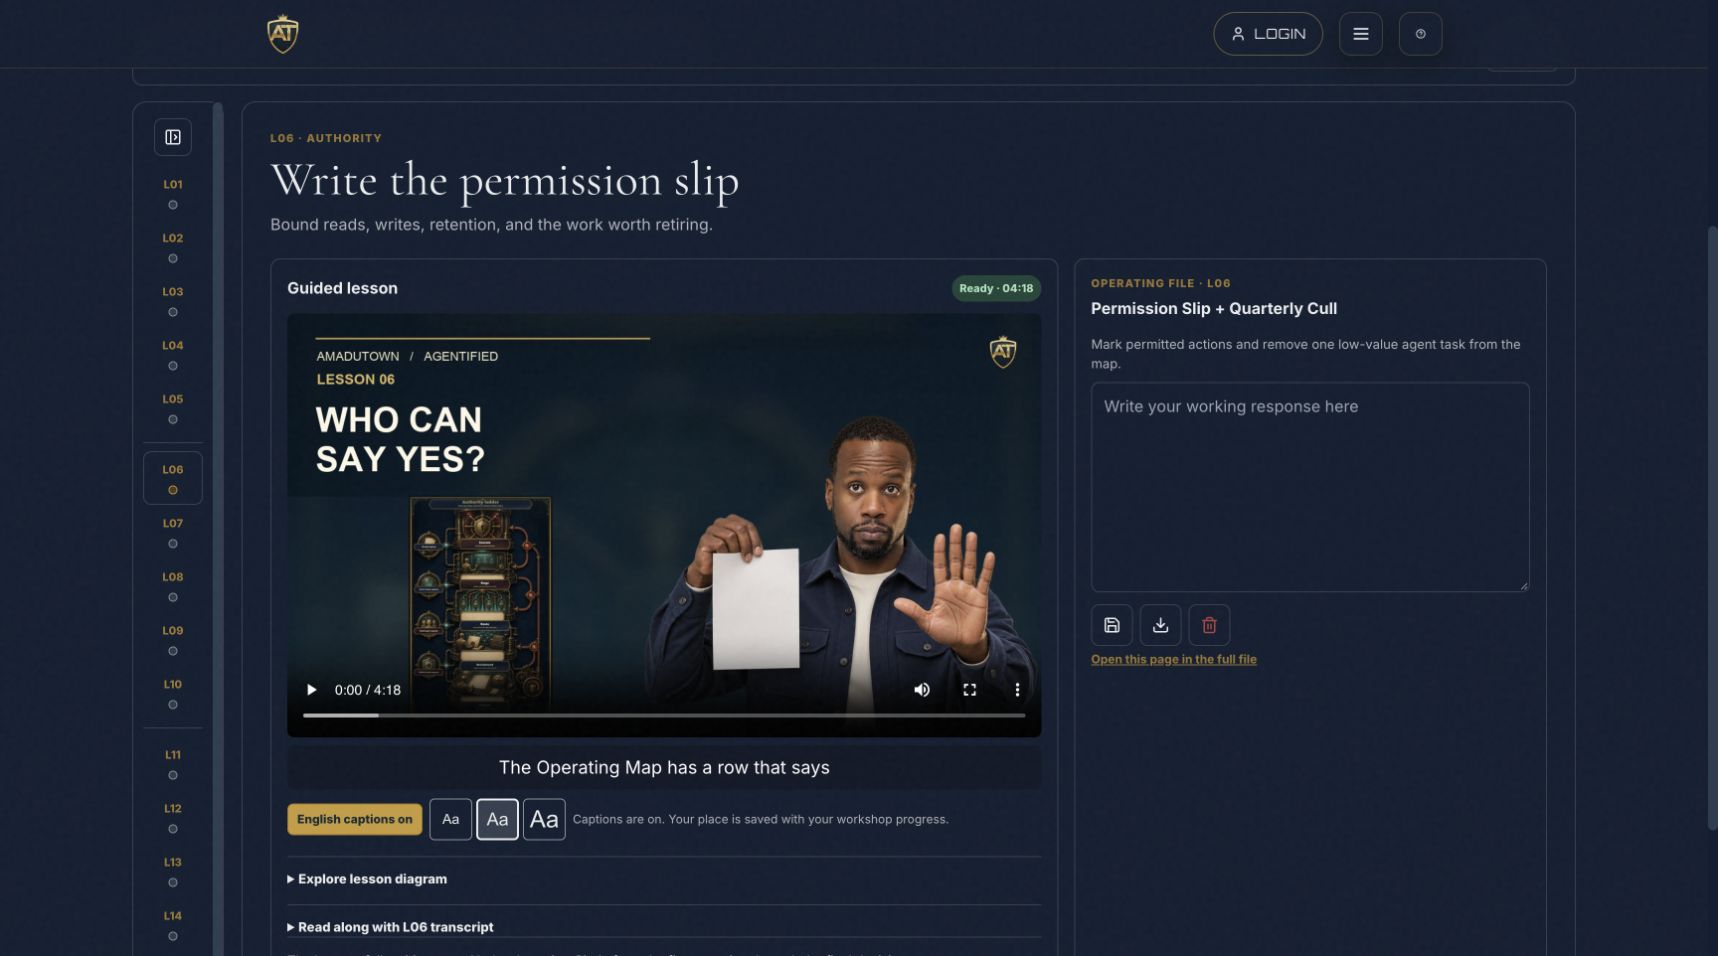 AT
LOGIN
L01
L02
L03
L04
L05
L06
L07
L08
L09
L10
L11
L12
L13
L14
L06 · AUTHORITY
Write the permission slip
Bound reads, writes, retention, and the work worth retiring.
Guided lesson
Ready · 04:18
AMADUTOWN / AGENTIFIED
AT
LESSON 06
WHO CAN
SAY YES?
0:00 / 4:18
The Operating Map has a row that says
English captions on
Aa
Aa
Aa
Captions are on. Your place is saved with your workshop progress.
Explore lesson diagram
Read along with L06 transcript
OPERATING FILE · L06
Permission Slip + Quarterly Cull
Mark permitted actions and remove one low-value agent task from the
map.
Write your working response here
Open this page in the full file